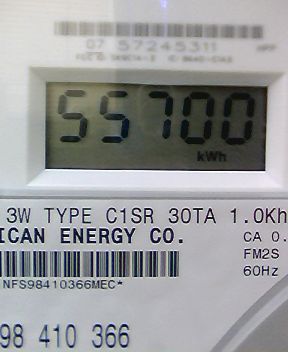 07 57245311
55700
kWh
3W TYPE C1SR 30TA 1.0Kh
ICAN ENERGY CO.
CA 0.
FM2S
60Hz
NFS98410366MEC*
98 410 366